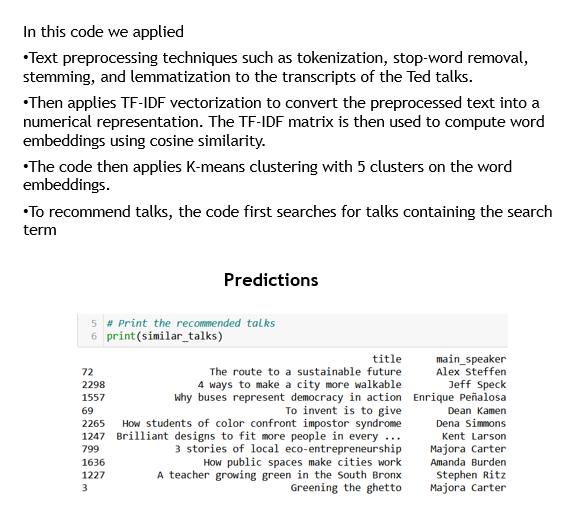 In this code we applied
•Text preprocessing techniques such as tokenization, stop-word removal,
stemming, and lemmatization to the transcripts of the Ted talks.
•Then applies TF-IDF vectorization to convert the preprocessed text into a
numerical representation. The TF-IDF matrix is then used to compute word
embeddings using cosine similarity.
•The code then applies K-means clustering with 5 clusters on the word
embeddings.
•To recommend talks, the code first searches for talks containing the search
term
Predictions
5 # Print the recommended talks
6 print(similar_talks)
title main_speaker
72 The route to a sustainable future Alex Steffen
2298 4 ways to make a city more walkable Jeff Speck
1557 Why buses represent democracy in action Enrique Peñalosa
69 To invent is to give Dean Kamen
2265 How students of color confront impostor syndrome Dena Simmons
1247 Brilliant designs to fit more people in every ... Kent Larson
799 3 stories of local eco-entrepreneurship Majora Carter
1636 How public spaces make cities work Amanda Burden
1227 A teacher growing green in the South Bronx Stephen Ritz
3 Greening the ghetto Majora Carter